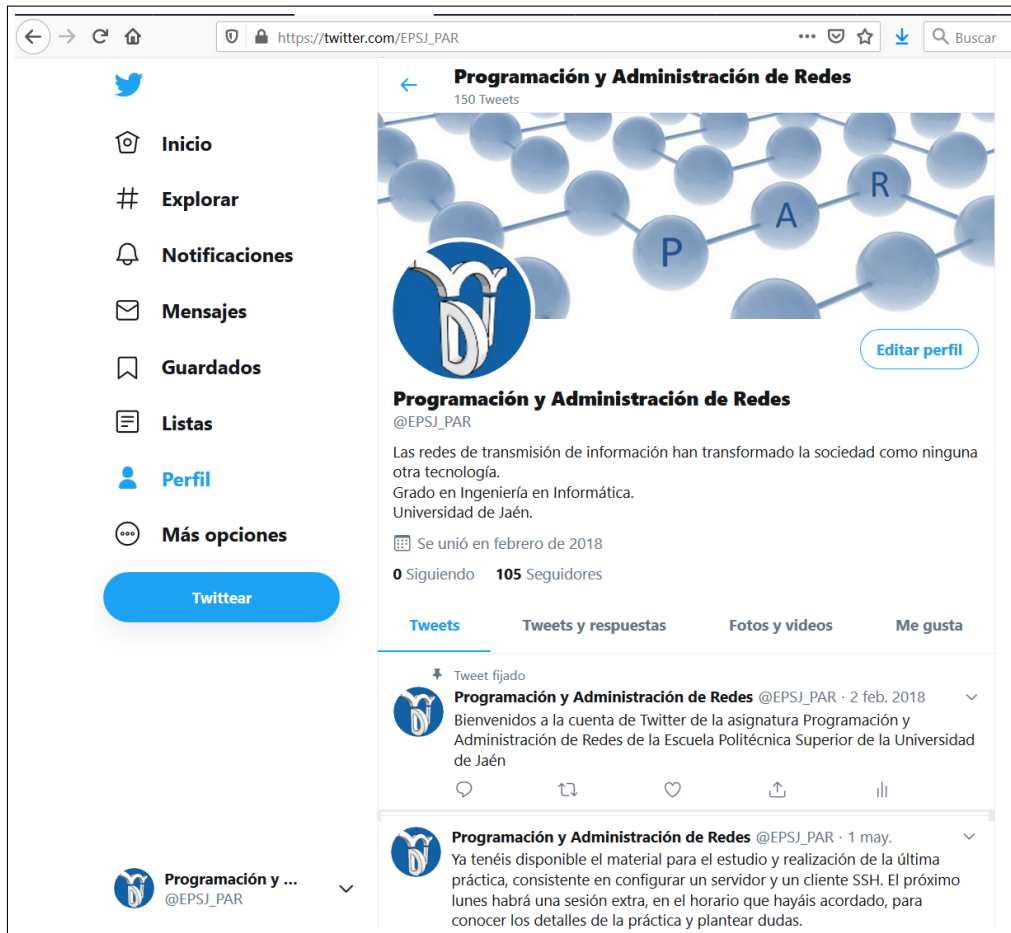 https://twitter.com/EPSJ_PAR
Buscar
Programación y Administración de Redes
150 Tweets
Inicio
Explorar
Notificaciones
Mensajes
Guardados
Listas
Perfil
Más opciones
Twittear
P A R
Editar perfil
Programación y Administración de Redes
@EPSJ_PAR
Las redes de transmisión de información han transformado la sociedad como ninguna
otra tecnología.
Grado en Ingeniería en Informática.
Universidad de Jaén.
Se unió en febrero de 2018
0 Siguiendo 105 Seguidores
Tweets Tweets y respuestas Fotos y videos Me gusta
Tweet fijado
Programación y Administración de Redes @EPSJ_PAR · 2 feb. 2018
Bienvenidos a la cuenta de Twitter de la asignatura Programación y
Administración de Redes de la Escuela Politécnica Superior de la Universidad
de Jaén
Programación y Administración de Redes @EPSJ_PAR · 1 may.
Ya tenéis disponible el material para el estudio y realización de la última
práctica, consistente en configurar un servidor y un cliente SSH. El próximo
lunes habrá una sesión extra, en el horario que hayáis acordado, para
conocer los detalles de la práctica y plantear dudas.
Programación y ...
@EPSJ_PAR